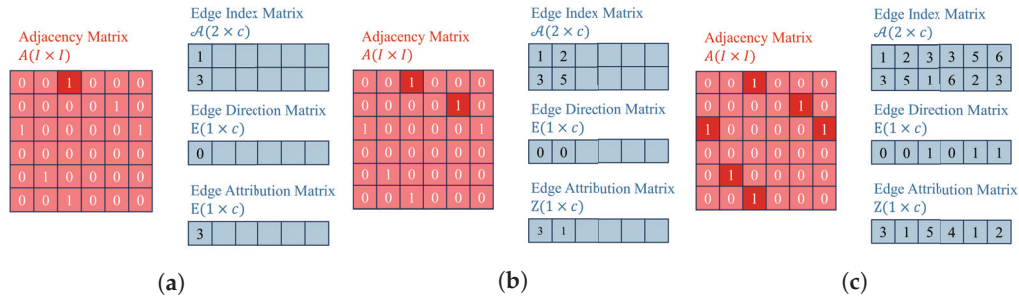 Adjacency Matrix
A(I × I)
0 0 1 0 0 0
0 0 0 0 1 0
1 0 0 0 0 1
0 0 0 0 0 0
0 1 0 0 0 0
0 0 1 0 0 0
Edge Index Matrix
𝒜(2 × c)
1
3
Edge Direction Matrix
E(1 × c)
0
Edge Attribution Matrix
E(1 × c)
3
(a)
Adjacency Matrix
A(I × I)
0 0 1 0 0 0
0 0 0 0 1 0
1 0 0 0 0 1
0 0 0 0 0 0
0 1 0 0 0 0
0 0 1 0 0 0
Edge Index Matrix
𝒜(2 × c)
1 2
3 5
Edge Direction Matrix
E(1 × c)
0 0
Edge Attribution Matrix
Z(1 × c)
3 1
(b)
Adjacency Matrix
A(I × I)
0 0 1 0 0 0
0 0 0 0 1 0
1 0 0 0 0 1
0 0 0 0 0 0
0 1 0 0 0 0
0 0 1 0 0 0
Edge Index Matrix
𝒜(2 × c)
1 2 3 3 5 6
3 5 1 6 2 3
Edge Direction Matrix
E(1 × c)
0 0 1 0 1 1
Edge Attribution Matrix
Z(1 × c)
3 1 5 4 1 2
(c)